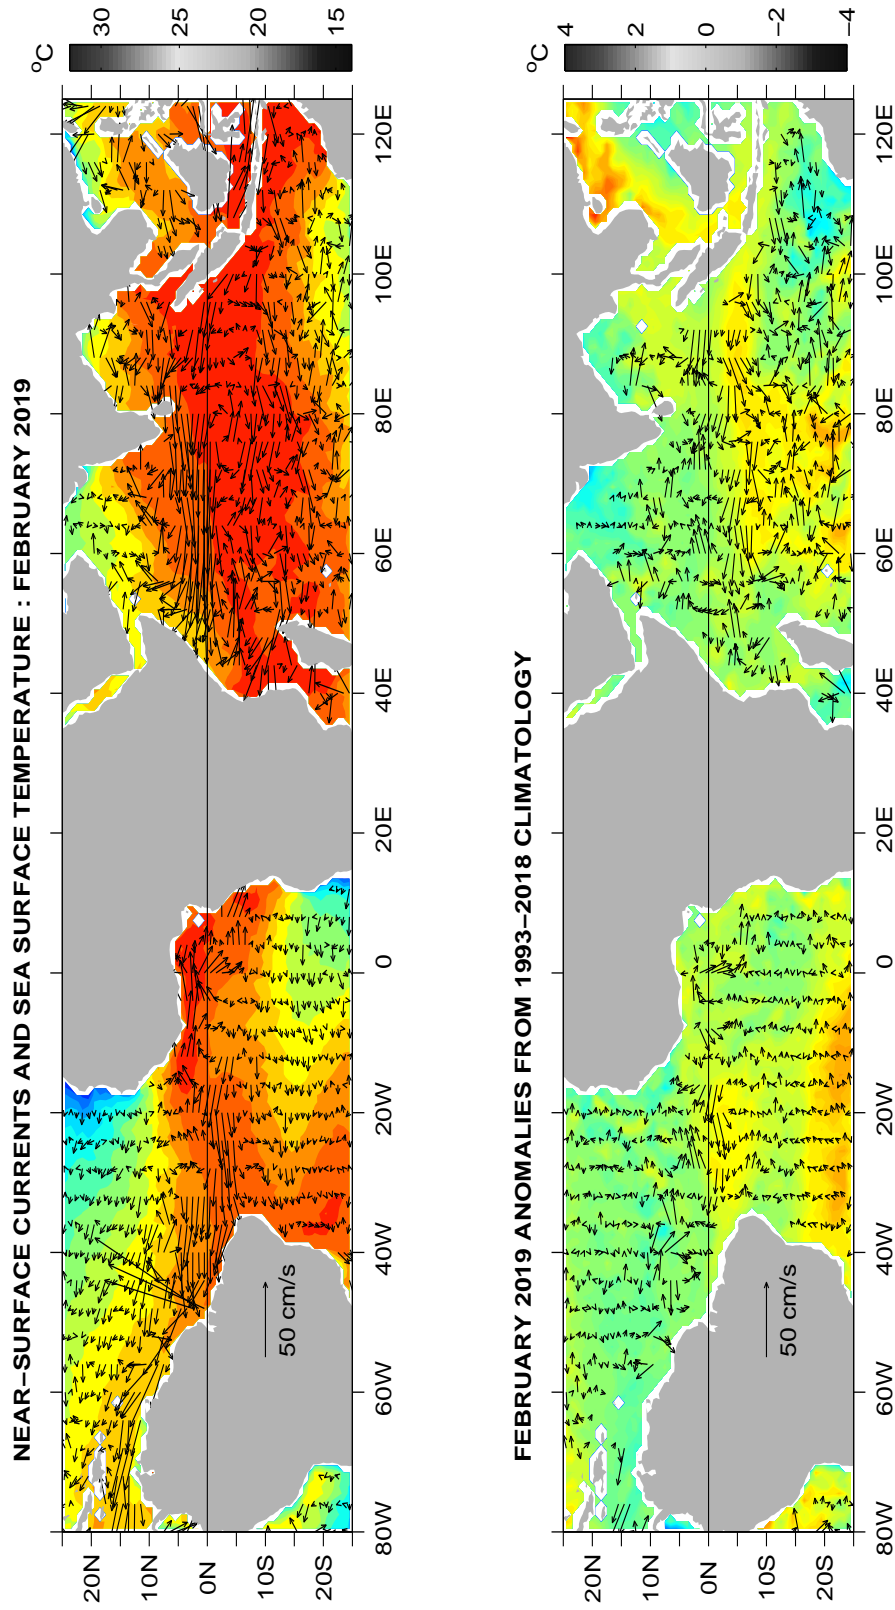 NEAR–SURFACE CURRENTS AND SEA SURFACE TEMPERATURE : FEBRUARY 2019
°C
30 25 20 15
20N
10N
0N
10S
20S
50 cm/s
80W 60W 40W 20W 0 20E 40E 60E 80E 100E 120E
FEBRUARY 2019 ANOMALIES FROM 1993–2018 CLIMATOLOGY
°C
4 2 0 −2 −4
20N
10N
0N
10S
20S
50 cm/s
80W 60W 40W 20W 0 20E 40E 60E 80E 100E 120E